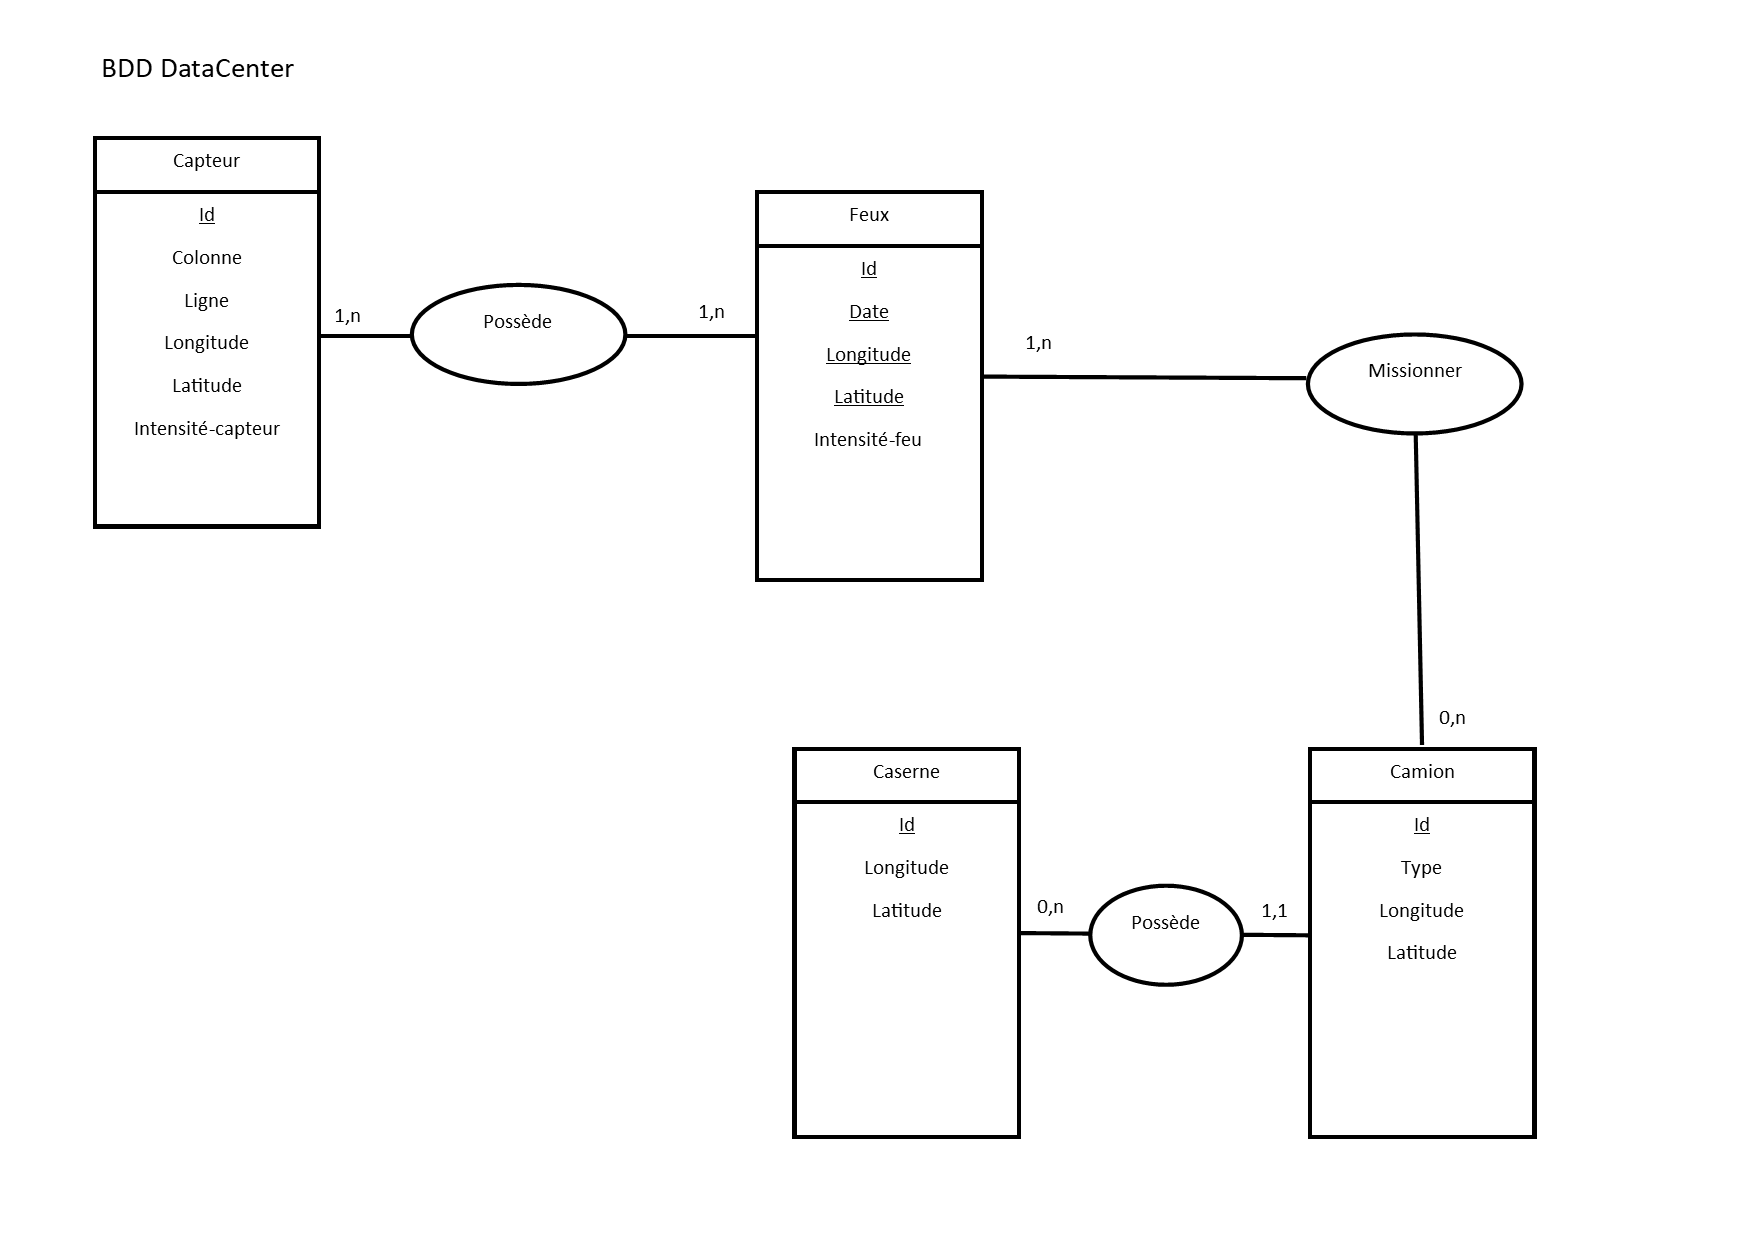 BDD DataCenter
Capteur
Id
Colonne
Ligne
Longitude
Latitude
Intensité-capteur
1,n
Possède
1,n
Feux
Id
Date
Longitude
Latitude
Intensité-feu
1,n
Missionner
0,n
Caserne
Id
Longitude
Latitude
0,n
Possède
1,1
Camion
Id
Type
Longitude
Latitude